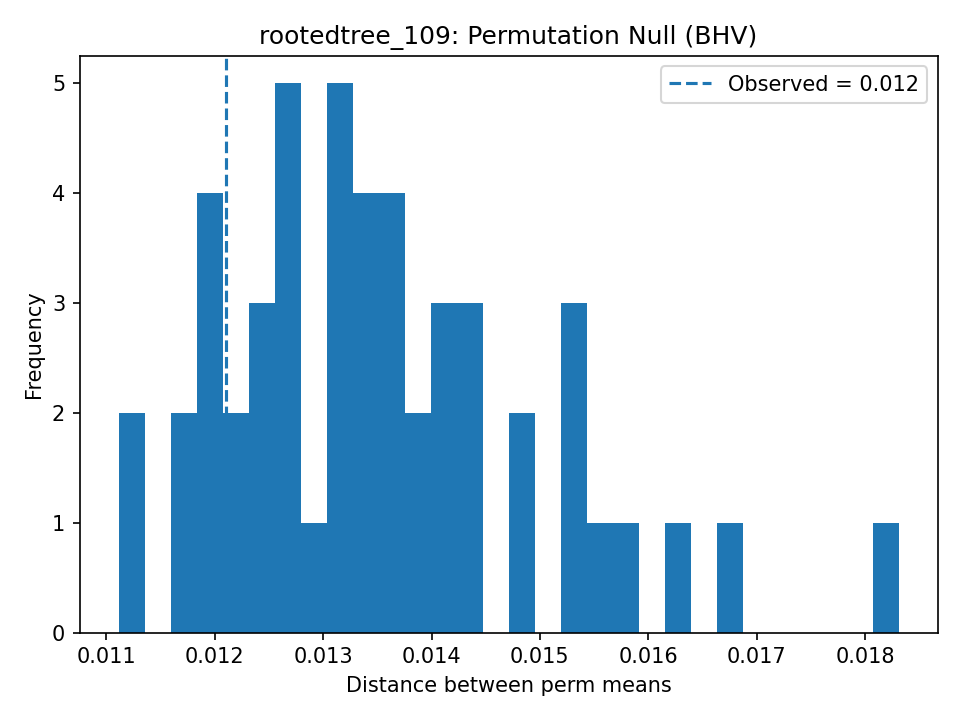 rootedtree_109: Permutation Null (BHV)
Observed = 0.012
5
4
3
2
1
0
Frequency
0.011 0.012 0.013 0.014 0.015 0.016 0.017 0.018
Distance between perm means